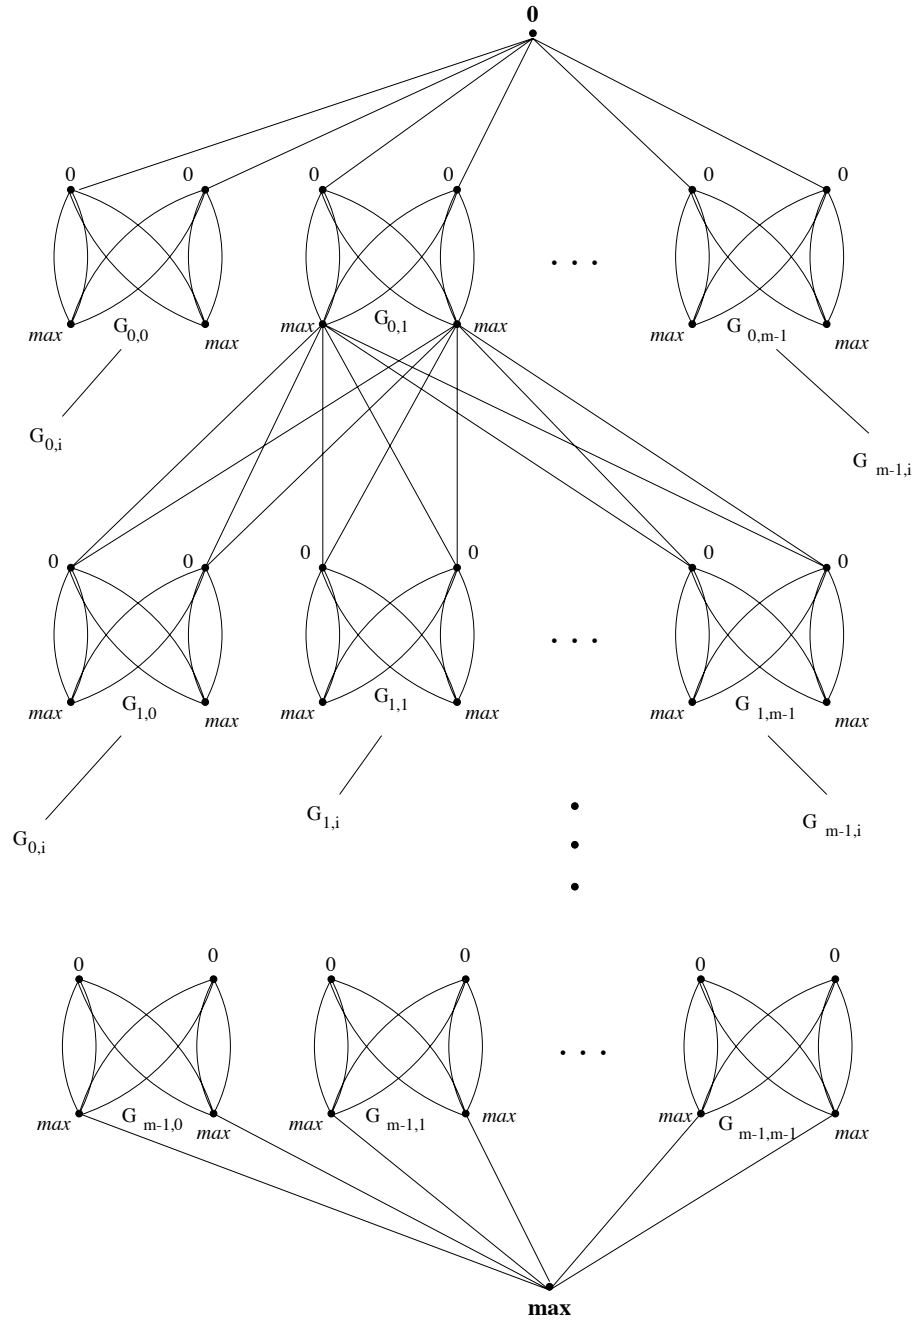 0
0 0 0 0 0 0
. . .
max G0,0 max max G0,1 max max G 0,m-1 max
G0,i G m-1,i
0 0 0 0 0 0
. . .
max G1,0 max max G1,1 max max G 1,m-1 max
G0,i G1,i G m-1,i
0 0 0 0 0 0
. . .
max G m-1,0 max max G m-1,1 max max G m-1,m-1 max
max